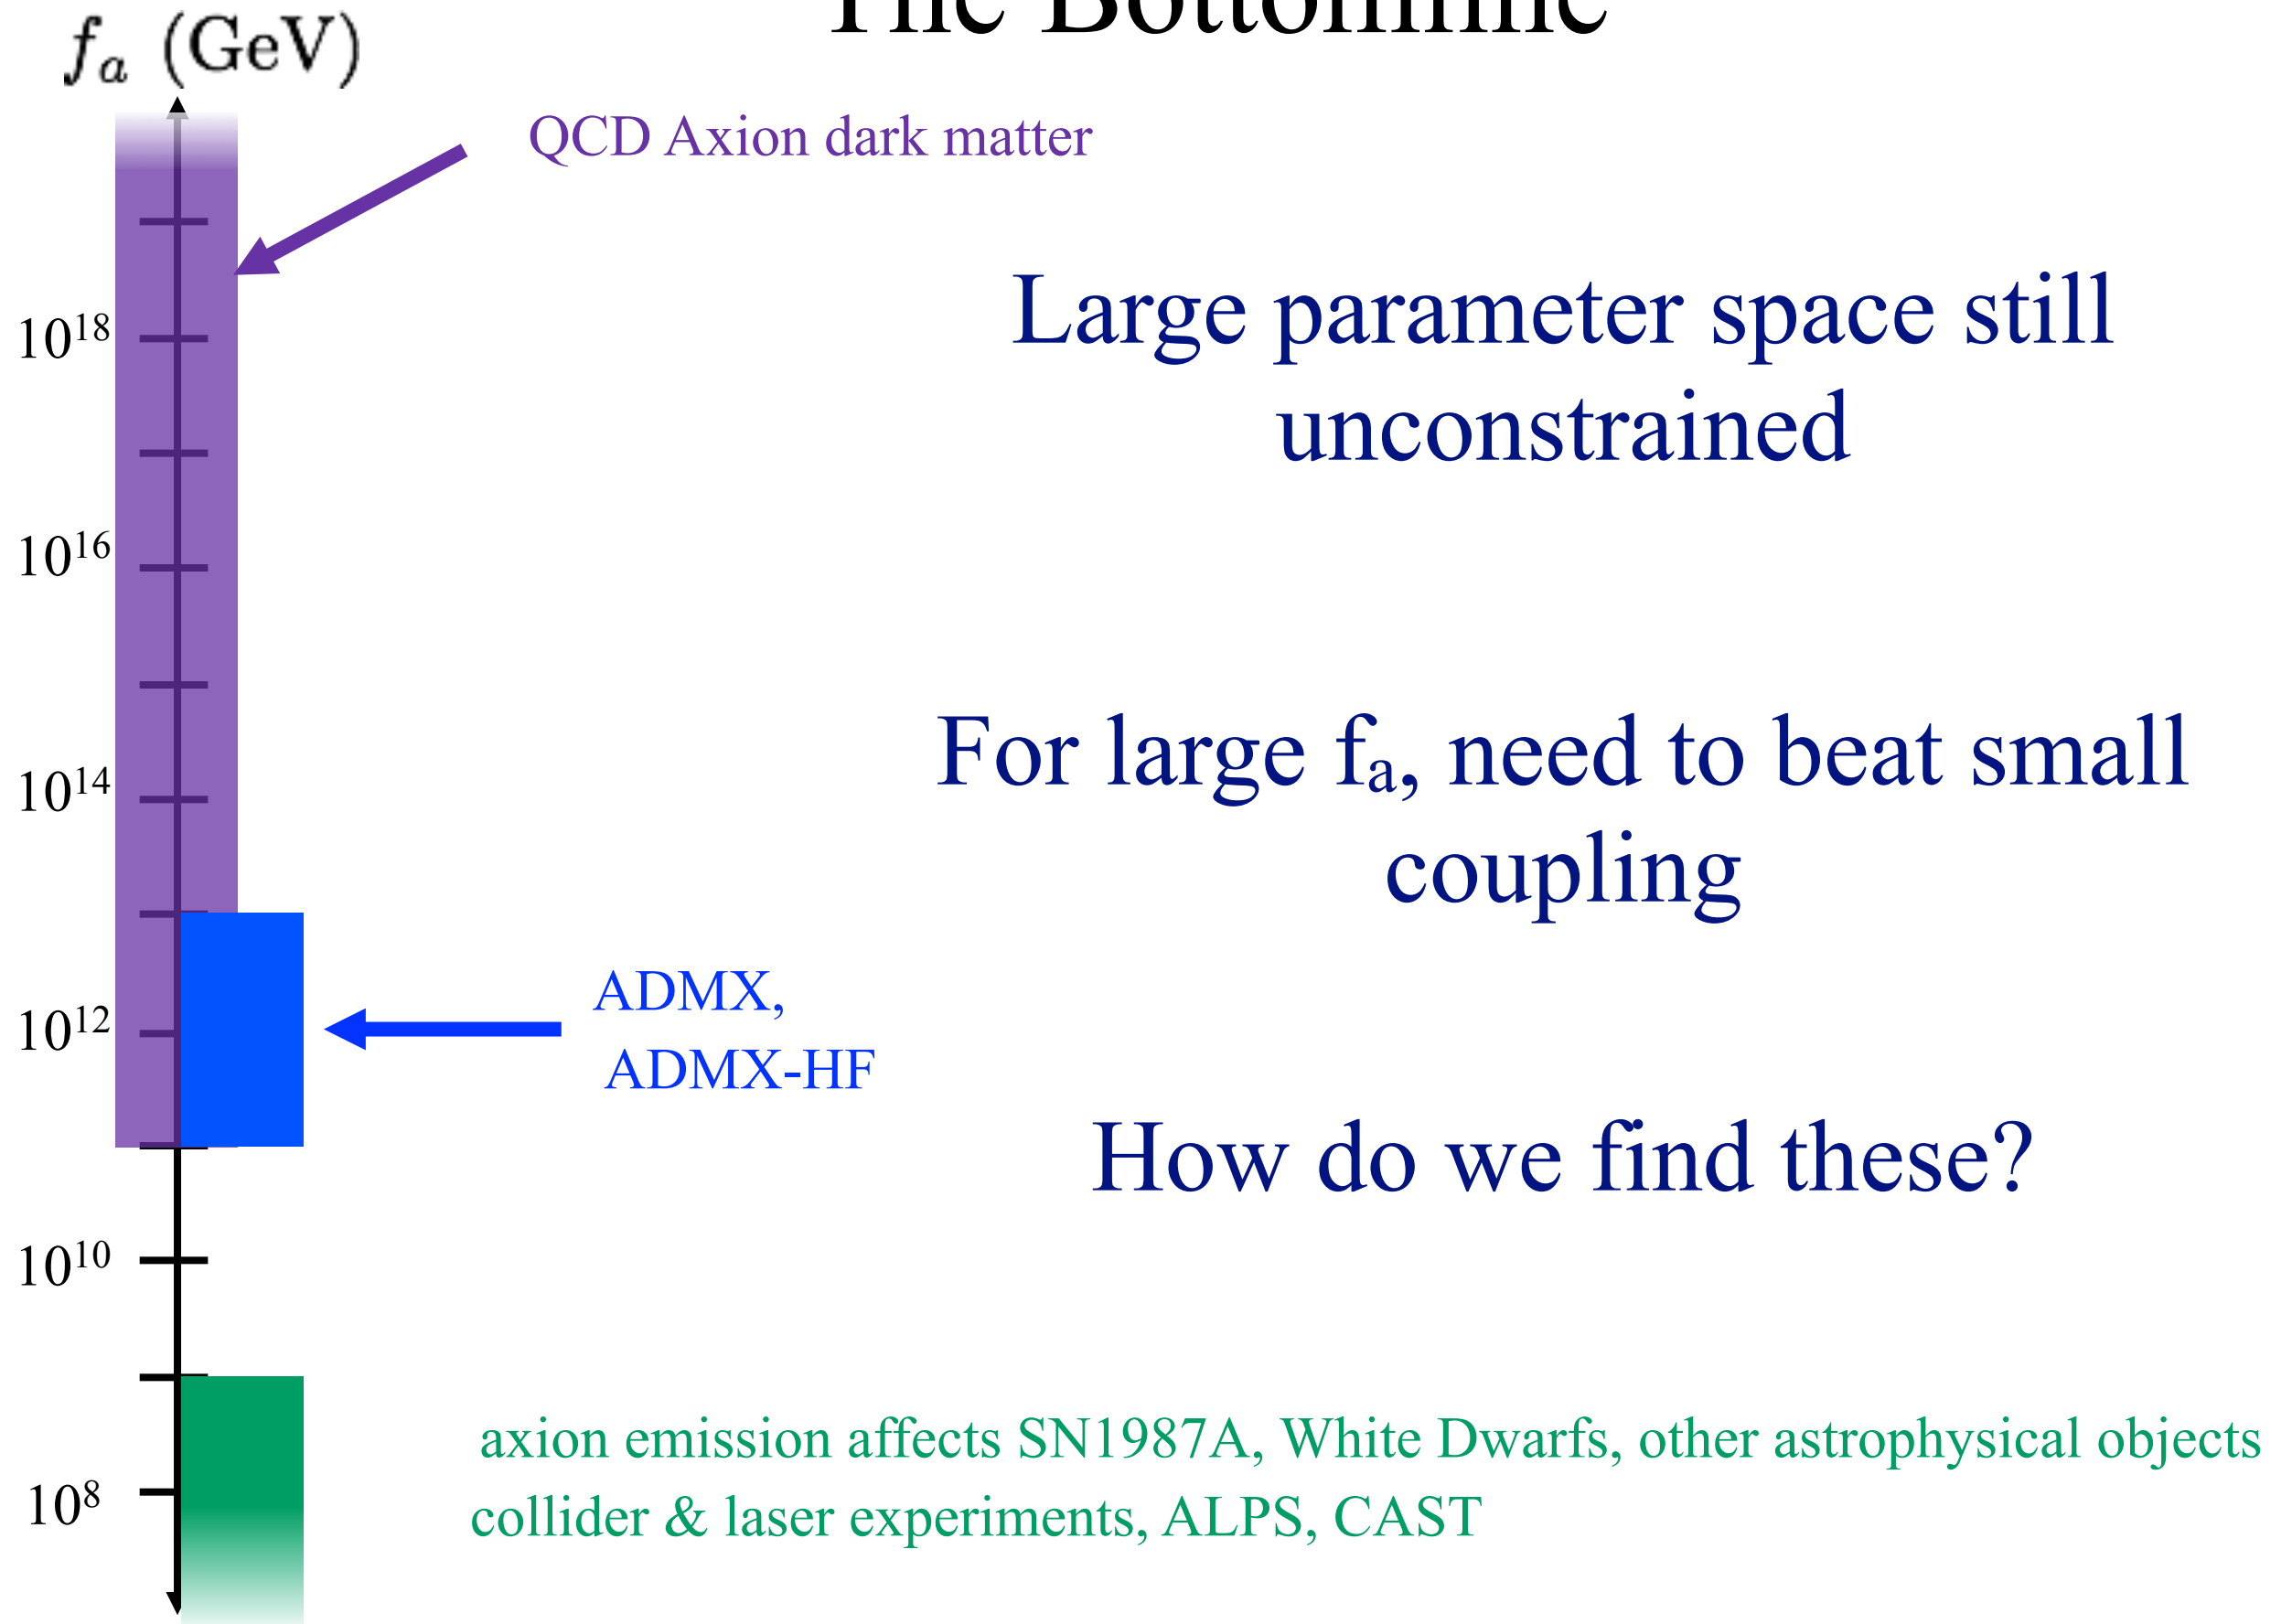 The Bottomline
f_a (GeV)
QCD Axion dark matter
10^18
Large parameter space still
unconstrained
10^16
10^14
For large f_a, need to beat small
coupling
10^12
ADMX,
ADMX-HF
How do we find these?
10^10
axion emission affects SN1987A, White Dwarfs, other astrophysical objects
10^8
collider & laser experiments, ALPS, CAST